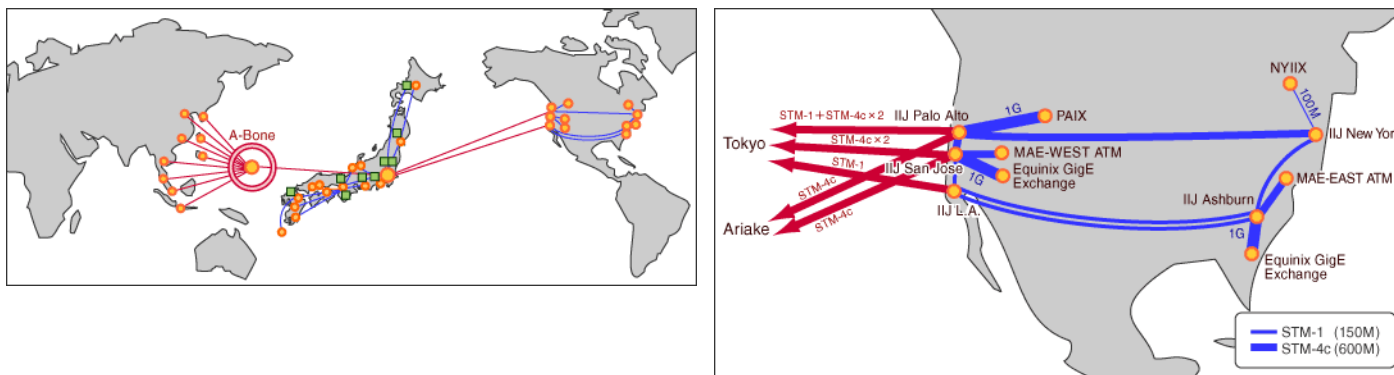 A-Bone
NYIIX
100M
1G
STM-1+STM-4c×2
IIJ Palo Alto
PAIX
Tokyo
STM-4c×2
IIJ New York
MAE-WEST ATM
STM-1
IIJ San Jose
Equinix GigE
Exchange
1G
MAE-EAST ATM
STM-4c
IIJ L.A.
IIJ Ashburn
Ariake
STM-4c
1G
Equinix GigE
Exchange
STM-1 (150M)
STM-4c (600M)